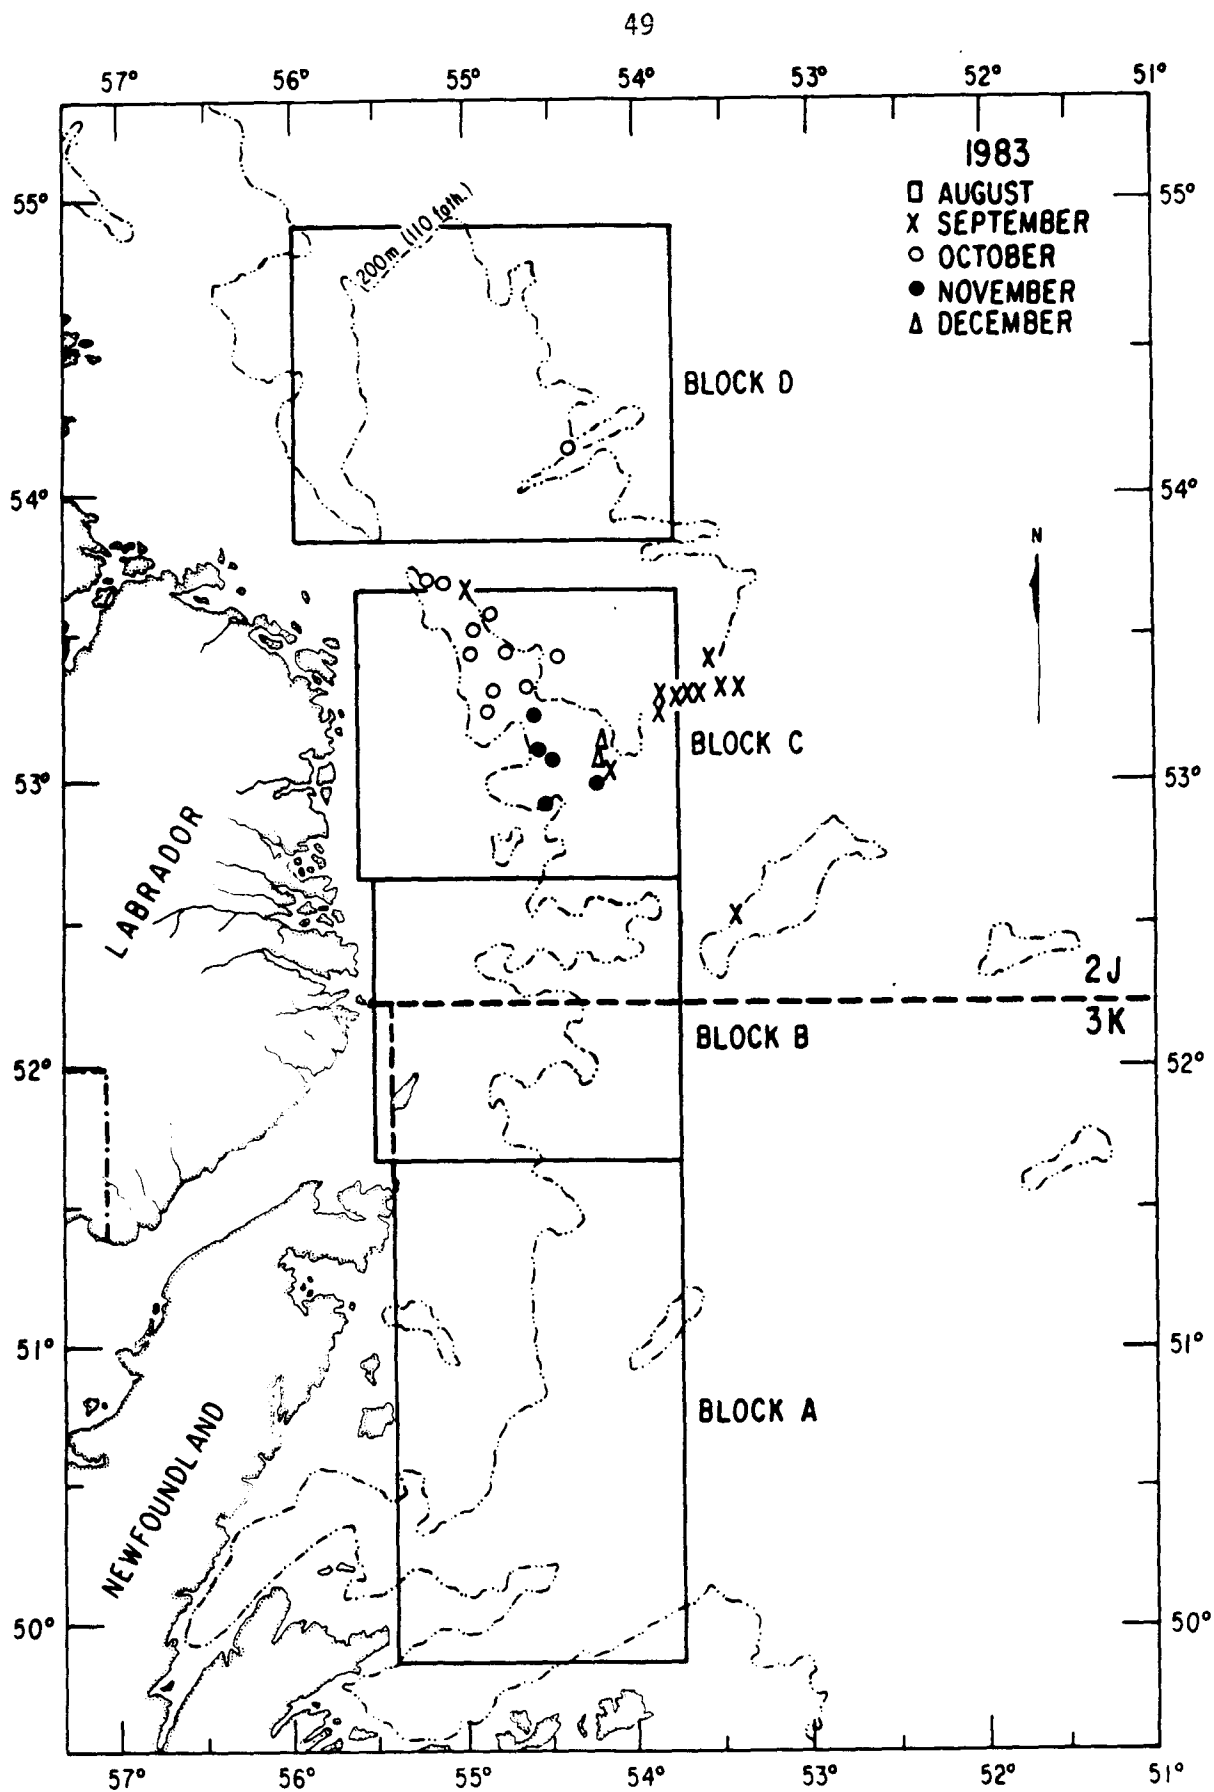 49
57° 56° 55° 54° 53° 52° 51°
1983
AUGUST
X SEPTEMBER
O OCTOBER
● NOVEMBER
Δ DECEMBER
55° 55°
200m (110 fath.)
BLOCK D
54° 54°
N
BLOCK C
53° 53°
LABRADOR
2J
3K
BLOCK B
52° 52°
51° 51°
BLOCK A
NEWFOUNDLAND
50° 50°
57° 56° 55° 54° 53° 52° 51°